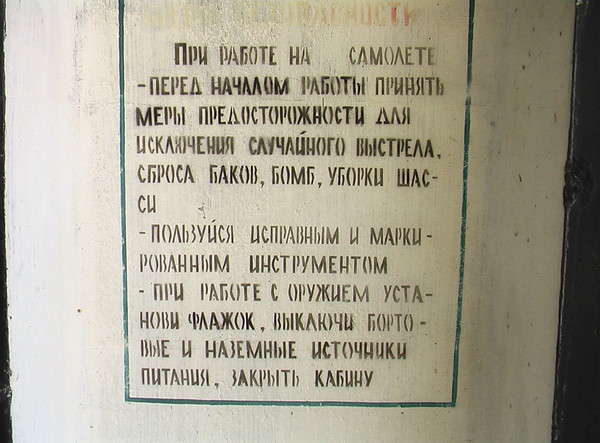 При работе на самолете
- перед началом работы принять
меры предосторожности для
исключения случайного выстрела,
сброса баков, бомб, уборки шас-
си
- пользуйся исправным и марки-
рованным инструментом
- при работе с оружием уста-
нови флажок, выключи борто-
вые и наземные источники
питания, закрыть кабину